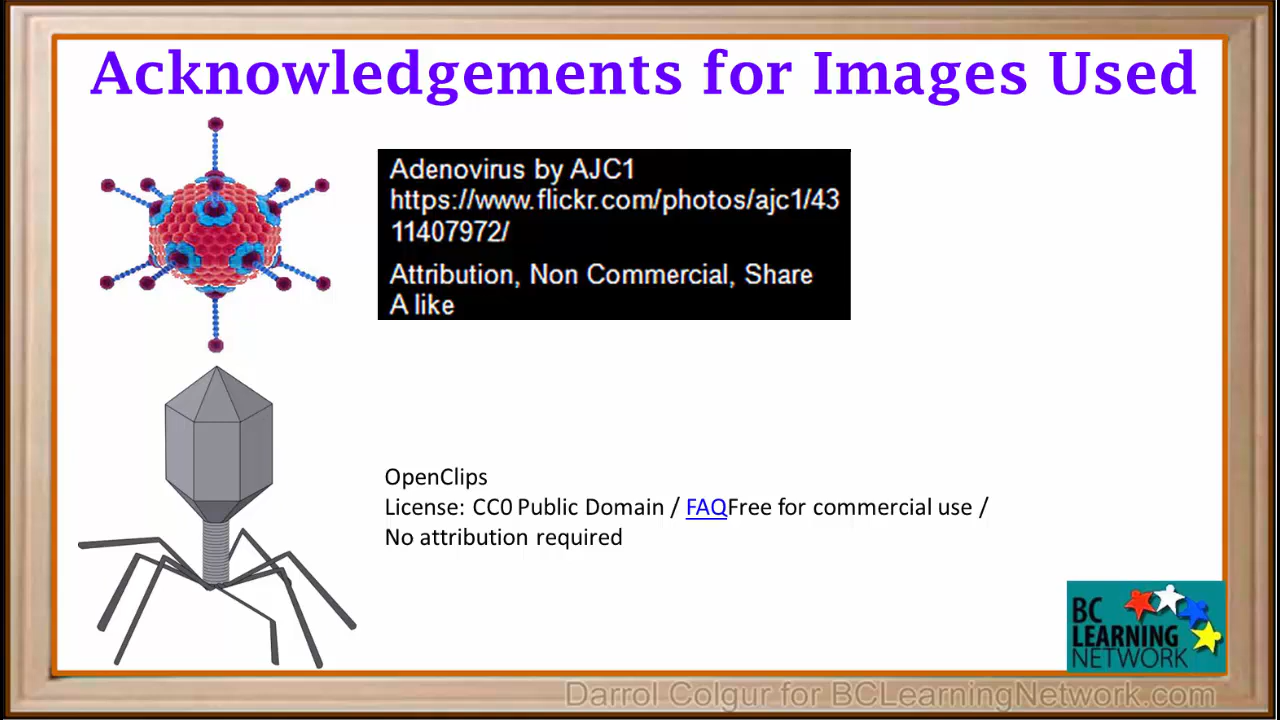 Acknowledgements for Images Used
Adenovirus by AJC1
https://www.flickr.com/photos/ajc1/43
11407972/
Attribution, Non Commercial, Share
A like
OpenClips
License: CC0 Public Domain / FAQFree for commercial use /
No attribution required
BC
LEARNING
NETWORK
Darrol Colgur for BCLearningNetwork.com